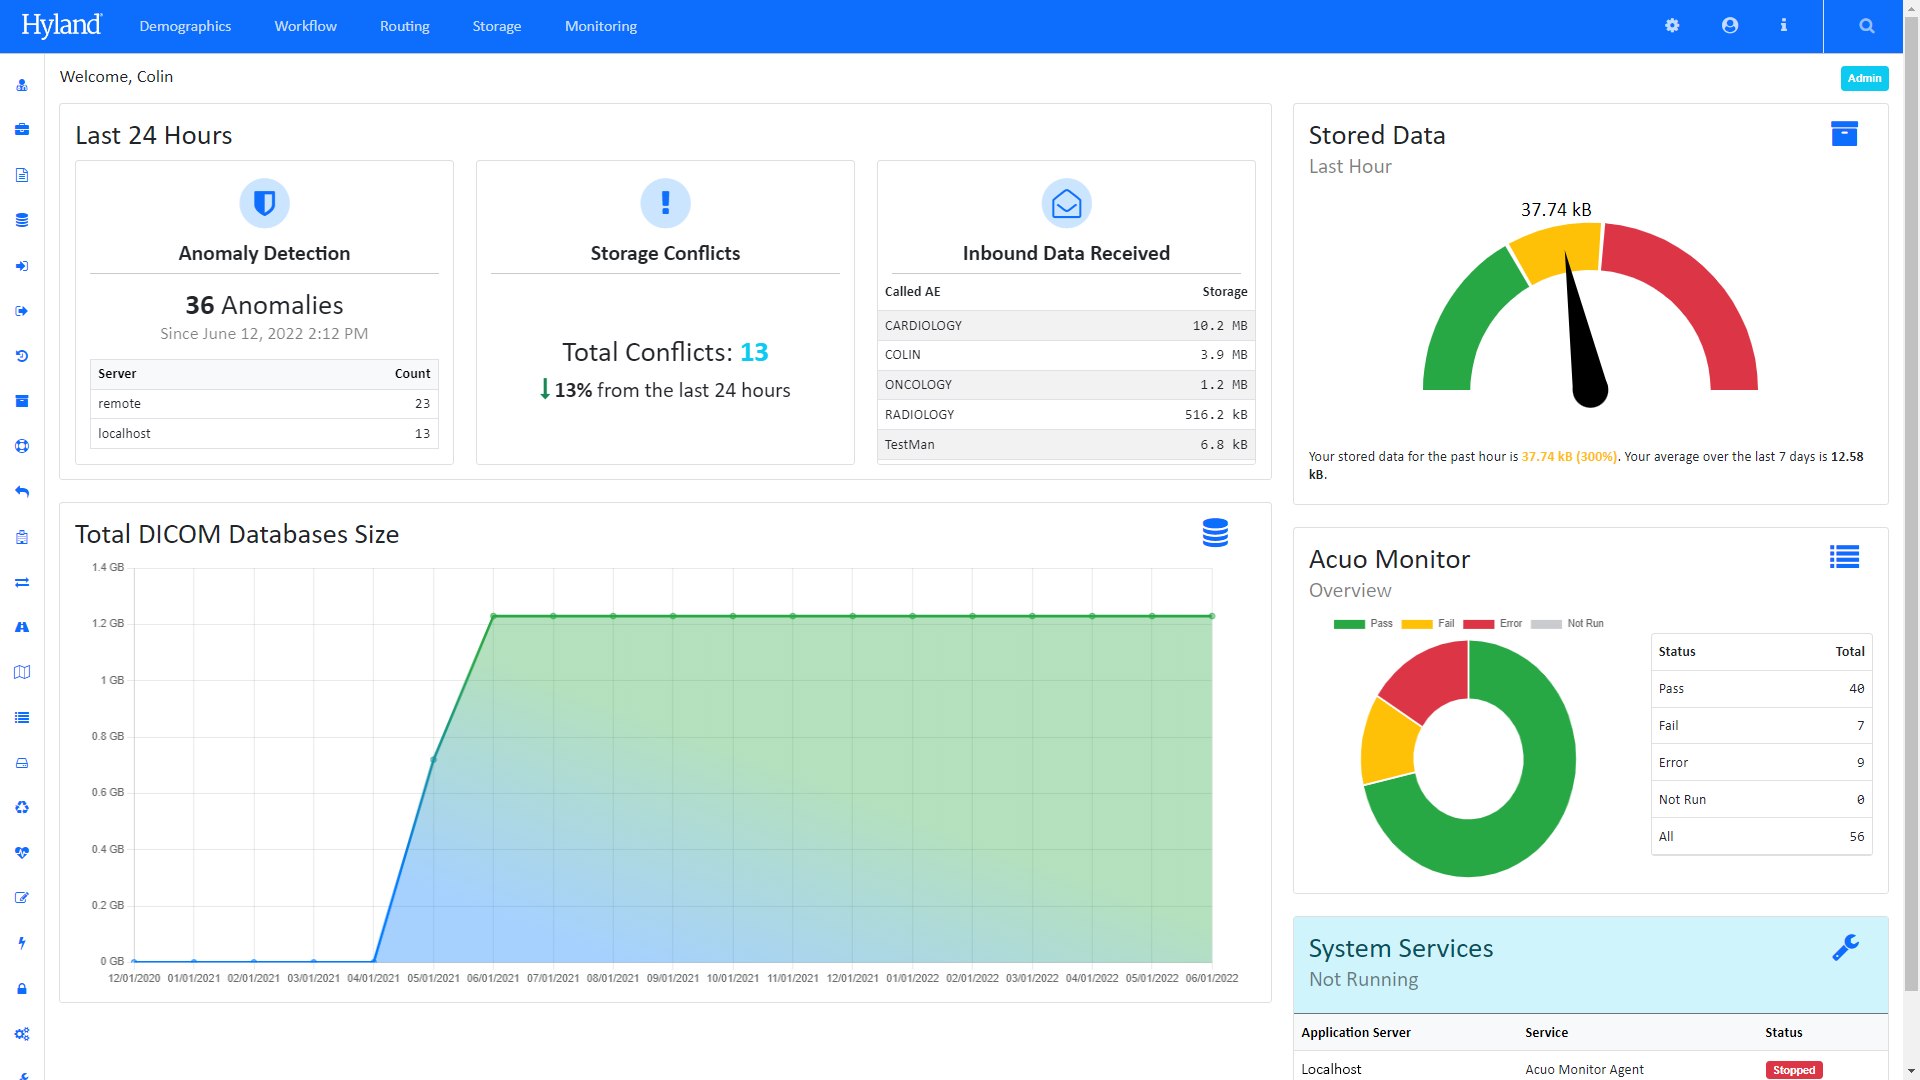 Hyland
Demographics Workflow Routing Storage Monitoring
Welcome, Colin
Admin
Last 24 Hours
Anomaly Detection
36 Anomalies
Since June 12, 2022 2:12 PM
Server Count
remote 23
localhost 13
Storage Conflicts
Total Conflicts: 13
13% from the last 24 hours
Inbound Data Received
Called AE Storage
CARDIOLOGY 10.2 MB
COLIN 3.9 MB
ONCOLOGY 1.2 MB
RADIOLOGY 516.2 kB
TestMan 6.8 kB
Stored Data
Last Hour
37.74 kB
Your stored data for the past hour is 37.74 kB (300%). Your average over the last 7 days is 12.58
kB.
Total DICOM Databases Size
1.4 GB
1.2 GB
1 GB
0.8 GB
0.6 GB
0.4 GB
0.2 GB
0 GB
12/01/2020 01/01/2021 02/01/2021 03/01/2021 04/01/2021 05/01/2021 06/01/2021 07/01/2021 08/01/2021 09/01/2021 10/01/2021 11/01/2021 12/01/2021 01/01/2022 02/01/2022 03/01/2022 04/01/2022 05/01/2022 06/01/2022
Acuo Monitor
Overview
Pass Fail Error Not Run
Status Total
Pass 40
Fail 7
Error 9
Not Run 0
All 56
System Services
Not Running
Application Server Service Status
Localhost Acuo Monitor Agent Stopped